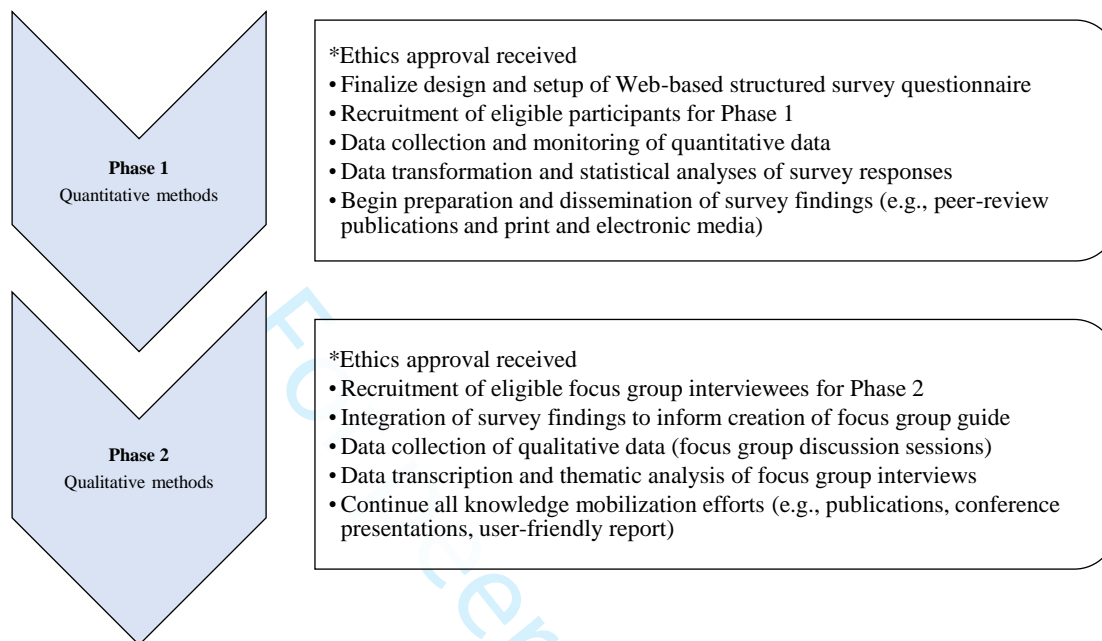 Phase 1
Quantitative methods
*Ethics approval received
• Finalize design and setup of Web-based structured survey questionnaire
• Recruitment of eligible participants for Phase 1
• Data collection and monitoring of quantitative data
• Data transformation and statistical analyses of survey responses
• Begin preparation and dissemination of survey findings (e.g., peer-review
publications and print and electronic media)
Phase 2
Qualitative methods
*Ethics approval received
• Recruitment of eligible focus group interviewees for Phase 2
• Integration of survey findings to inform creation of focus group guide
• Data collection of qualitative data (focus group discussion sessions)
• Data transcription and thematic analysis of focus group interviews
• Continue all knowledge mobilization efforts (e.g., publications, conference
presentations, user-friendly report)